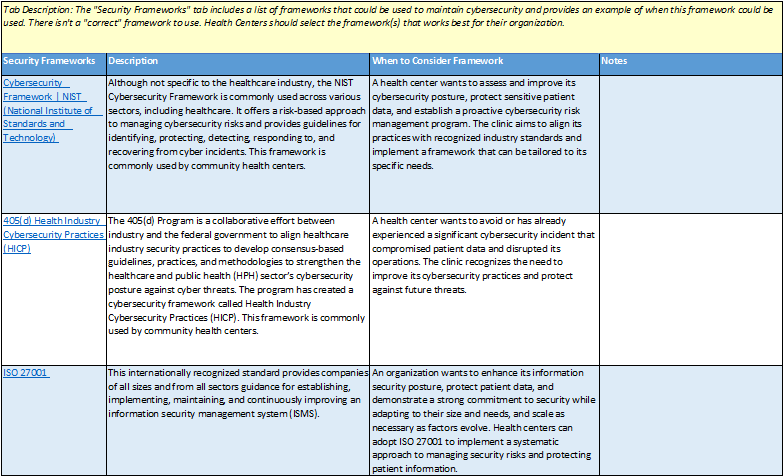 Tab Description: The "Security Frameworks" tab includes a list of frameworks that could be used to maintain cybersecurity and provides an example of when this framework could be
used. There isn't a "correct" framework to use. Health Centers should select the framework(s) that works best for their organization.
Security Frameworks
Description
When to Consider Framework
Notes
Cybersecurity
Framework | NIST
(National Institute of
Standards and
Technology)
Although not specific to the healthcare industry, the NIST
Cybersecurity Framework is commonly used across various
sectors, including healthcare. It offers a risk-based approach
to managing cybersecurity risks and provides guidelines for
identifying, protecting, detecting, responding to, and
recovering from cyber incidents. This framework is
commonly used by community health centers.
A health center wants to assess and improve its
cybersecurity posture, protect sensitive patient
data, and establish a proactive cybersecurity risk
management program. The clinic aims to align its
practices with recognized industry standards and
implement a framework that can be tailored to its
specific needs.
405(d) Health Industry
Cybersecurity Practices
(HICP)
The 405(d) Program is a collaborative effort between
industry and the federal government to align healthcare
industry security practices to develop consensus-based
guidelines, practices, and methodologies to strengthen the
healthcare and public health (HPH) sector's cybersecurity
posture against cyber threats. The program has created a
cybersecurity framework called Health Industry
Cybersecurity Practices (HICP). This framework is commonly
used by community health centers.
A health center wants to avoid or has already
experienced a significant cybersecurity incident that
compromised patient data and disrupted its
operations. The clinic recognizes the need to
improve its cybersecurity practices and protect
against future threats.
ISO 27001
This internationally recognized standard provides companies
of all sizes and from all sectors guidance for establishing,
implementing, maintaining, and continuously improving an
information security management system (ISMS).
An organization wants to enhance its information
security posture, protect patient data, and
demonstrate a strong commitment to security while
adapting to their size and needs, and scale as
necessary as factors evolve. Health centers can
adopt ISO 27001 to implement a systematic
approach to managing security risks and protecting
patient information.